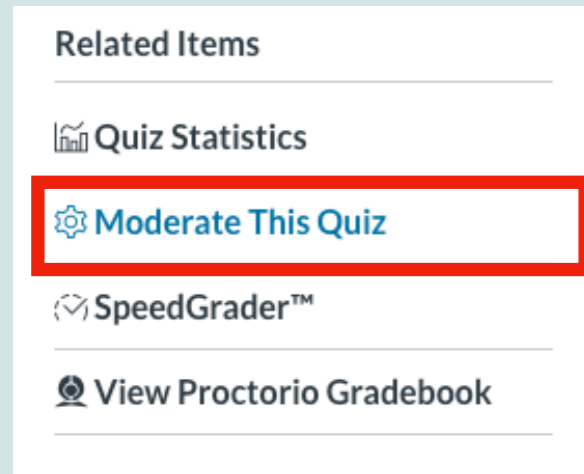 Related Items
Quiz Statistics
Moderate This Quiz
SpeedGrader™
View Proctorio Gradebook